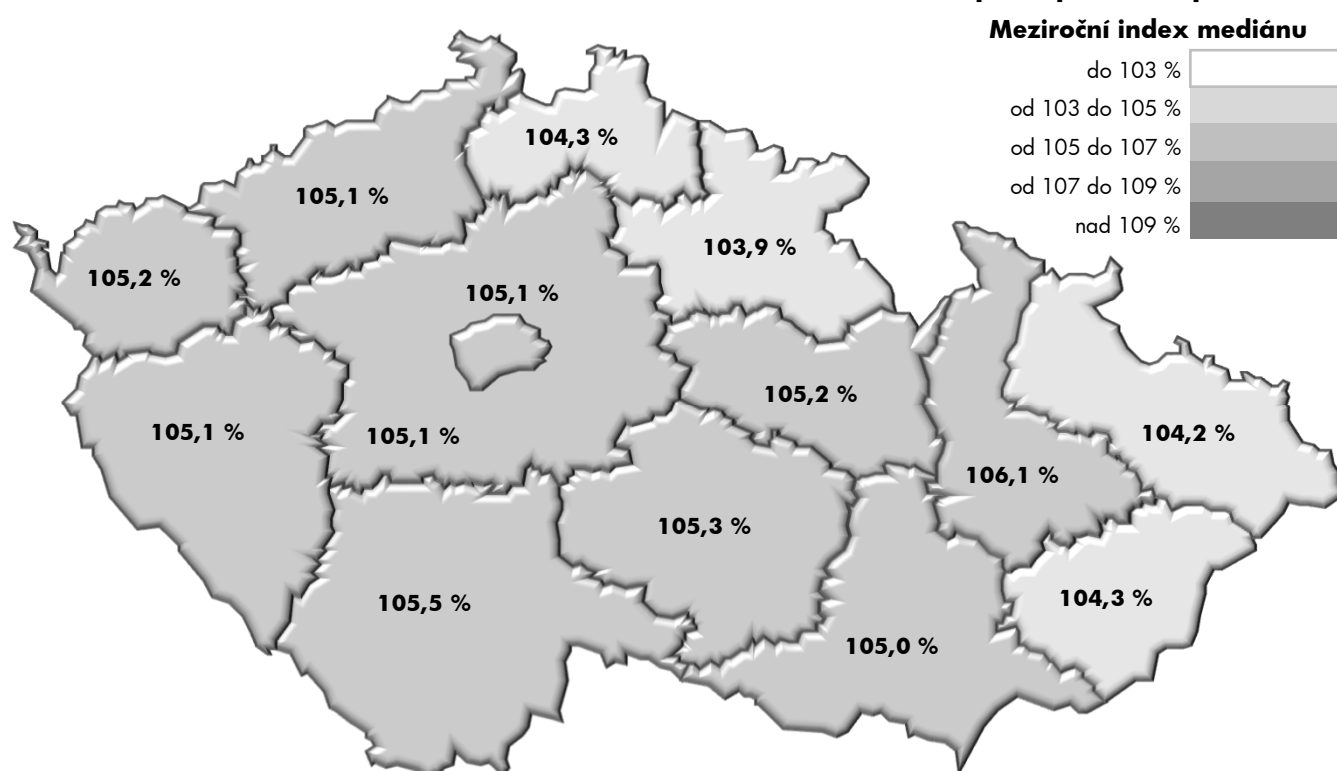 Meziroční index mediánu
do 103 %
od 103 do 105 %
od 105 do 107 %
od 107 do 109 %
nad 109 %
104,3 %
105,1 %
103,9 %
105,2 %
105,1 %
105,2 %
105,1 %
105,1 %
104,2 %
106,1 %
105,3 %
104,3 %
105,5 %
105,0 %